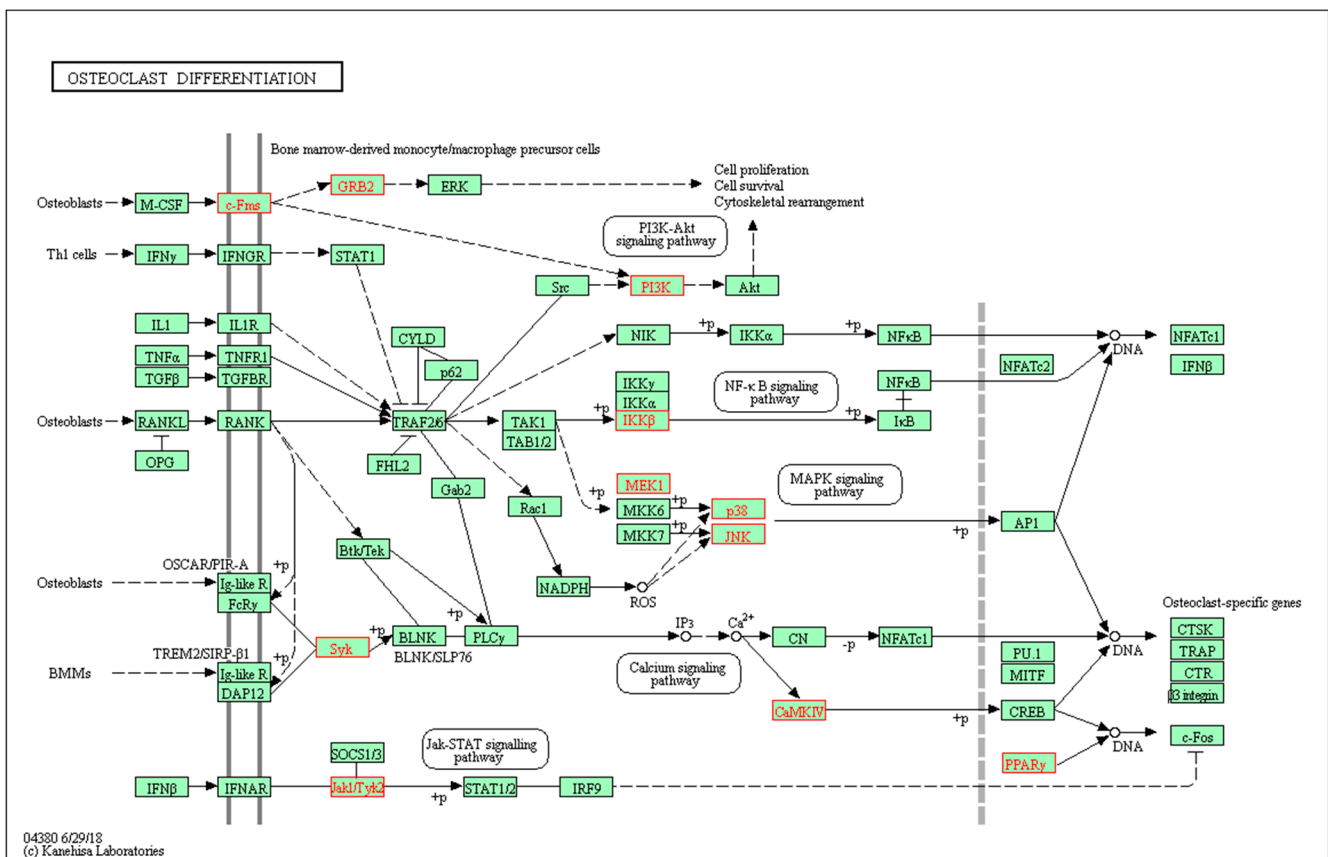 OSTEOCLAST DIFFERENTIATION
Bone marrow-derived monocyte/macrophage precursor cells
Osteoblasts
M-CSF
c-Fms
GRB2
ERK
Cell proliferation
Cell survival
Cytoskeletal rearrangement
Th1 cells
IFNγ
IFNGR
STAT1
PI3K-Akt
signaling pathway
Src
PI3K
Akt
IL1
IL1R
CYLD
NIK
+p
IKKα
+p
NFκB
DNA
NFATc1
TNFα
TNFR1
p62
NFATc2
IFNβ
TGFβ
TGFBR
IKKγ
IKKα
IKKβ
NF-κ B signaling
pathway
NFκB
Osteoblasts
RANKL
RANK
TRAF2/6
TAK1
TAB1/2
+p
+p
IκB
OPG
FHL2
Gab2
Rac1
+p
MEK1
MKK6
+p
p38
MKK7
+p
JNK
MAPK signaling
pathway
+p
AP1
Btk/Tek
NADPH
ROS
OSCAR/PIR-A
+p
Osteoblasts
Ig-like R
FcRγ
Syk
+p
BLNK
+p
PLCγ
BLNK/SLP76
IP3
Ca2+
CN
-p
NFATc1
DNA
Osteoclast-specific genes
CTSK
TRAP
CTR
β3 integrin
PU.1
MITF
TREM2/SIRP-β1
+p
BMMs
Ig-like R
DAP12
Calcium signaling
pathway
CaMKIV
+p
CREB
DNA
c-Fos
PPARγ
SOCS1/3
Jak-STAT signalling
pathway
IFNβ
IFNAR
Jak1/Tyk2
+p
STAT1/2
IRF9
04380 6/29/18
(c) Kanehisa Laboratories